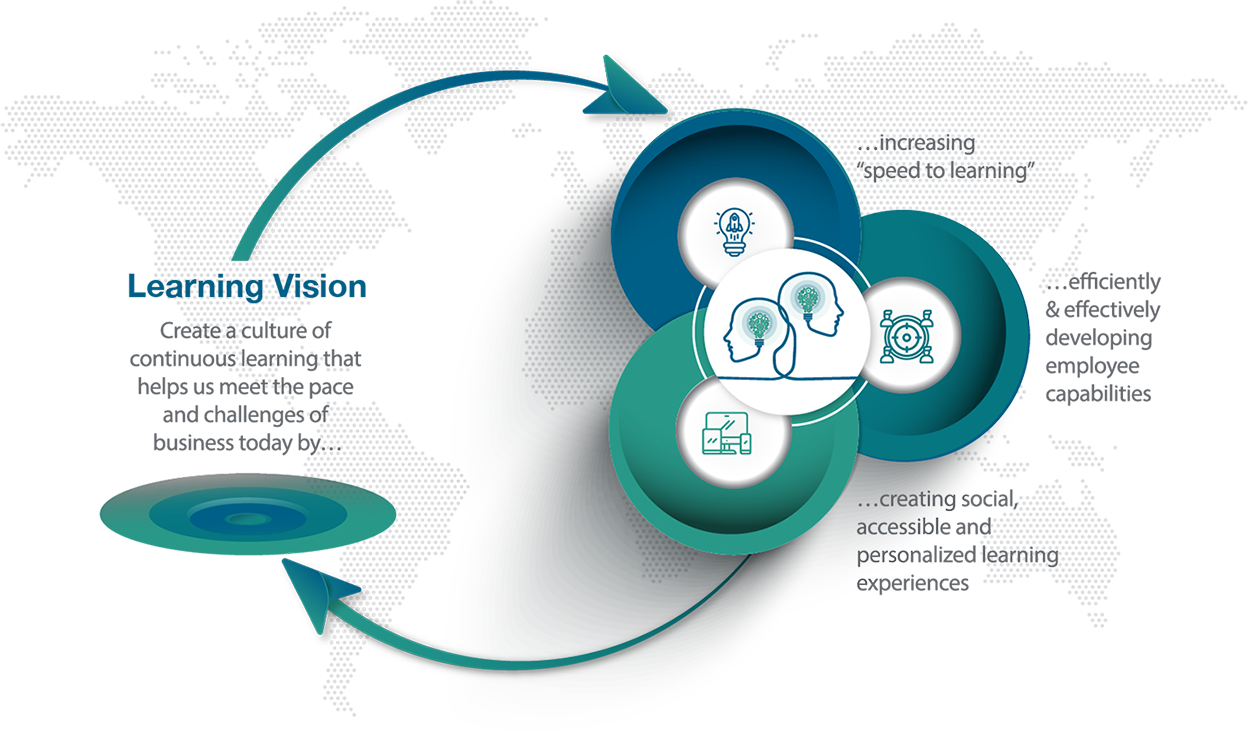 Learning Vision
Create a culture of
continuous learning that
helps us meet the pace
and challenges of
business today by…
…increasing
“speed to learning”
…efficiently
& effectively
developing
employee
capabilities
…creating social,
accessible and
personalized learning
experiences